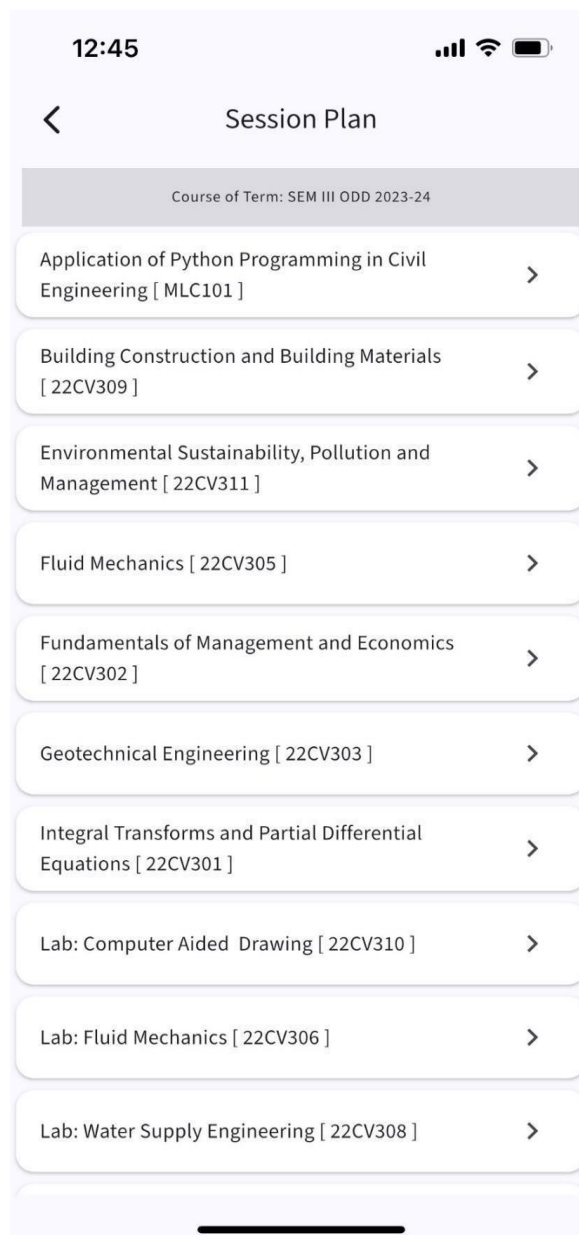 12:45
Session Plan
Course of Term: SEM III ODD 2023-24
Application of Python Programming in Civil
Engineering [ MLC101 ]
Building Construction and Building Materials
[ 22CV309 ]
Environmental Sustainability, Pollution and
Management [ 22CV311 ]
Fluid Mechanics [ 22CV305 ]
Fundamentals of Management and Economics
[ 22CV302 ]
Geotechnical Engineering [ 22CV303 ]
Integral Transforms and Partial Differential
Equations [ 22CV301 ]
Lab: Computer Aided  Drawing [ 22CV310 ]
Lab: Fluid Mechanics [ 22CV306 ]
Lab: Water Supply Engineering [ 22CV308 ]